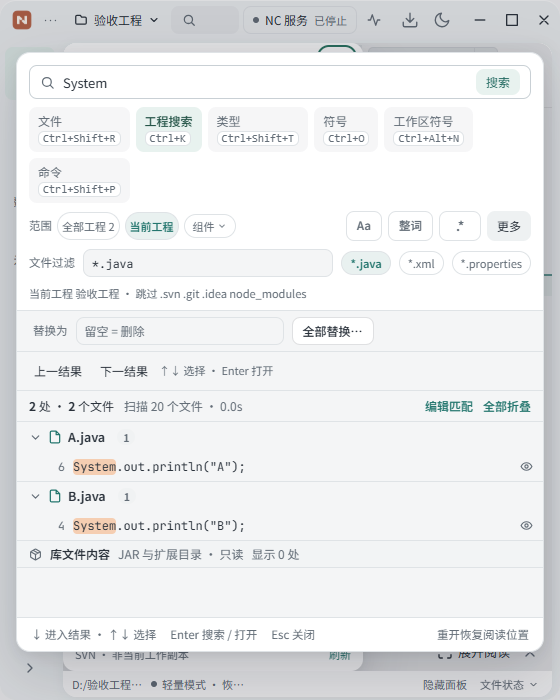 N ··· 验收工程 NC 服务 已停止
System 搜索
文件 工程搜索 类型 符号 工作区符号
Ctrl+Shift+R Ctrl+K Ctrl+Shift+T Ctrl+O Ctrl+Alt+N
命令
Ctrl+Shift+P
范围 全部工程 2 当前工程 组件 Aa 整词 .* 更多
文件过滤 *.java *.java *.xml *.properties
当前工程 验收工程 • 跳过 .svn .git .idea node_modules
替换为 留空 = 删除 全部替换…
上一结果 下一结果 ↑↓ 选择 • Enter 打开
2 处 • 2 个文件 扫描 20 个文件 • 0.0s 编辑匹配 全部折叠
A.java 1
6 System.out.println("A");
B.java 1
4 System.out.println("B");
库文件内容 JAR 与扩展目录 • 只读 显示 0 处
↓ 进入结果 • ↑↓ 选择 Enter 搜索 / 打开 Esc 关闭 重开恢复阅读位置
SVN • 非当前工作副本 刷新 展开阅读
D:/验收工程… 轻量模式 • 恢… 隐藏面板 文件状态